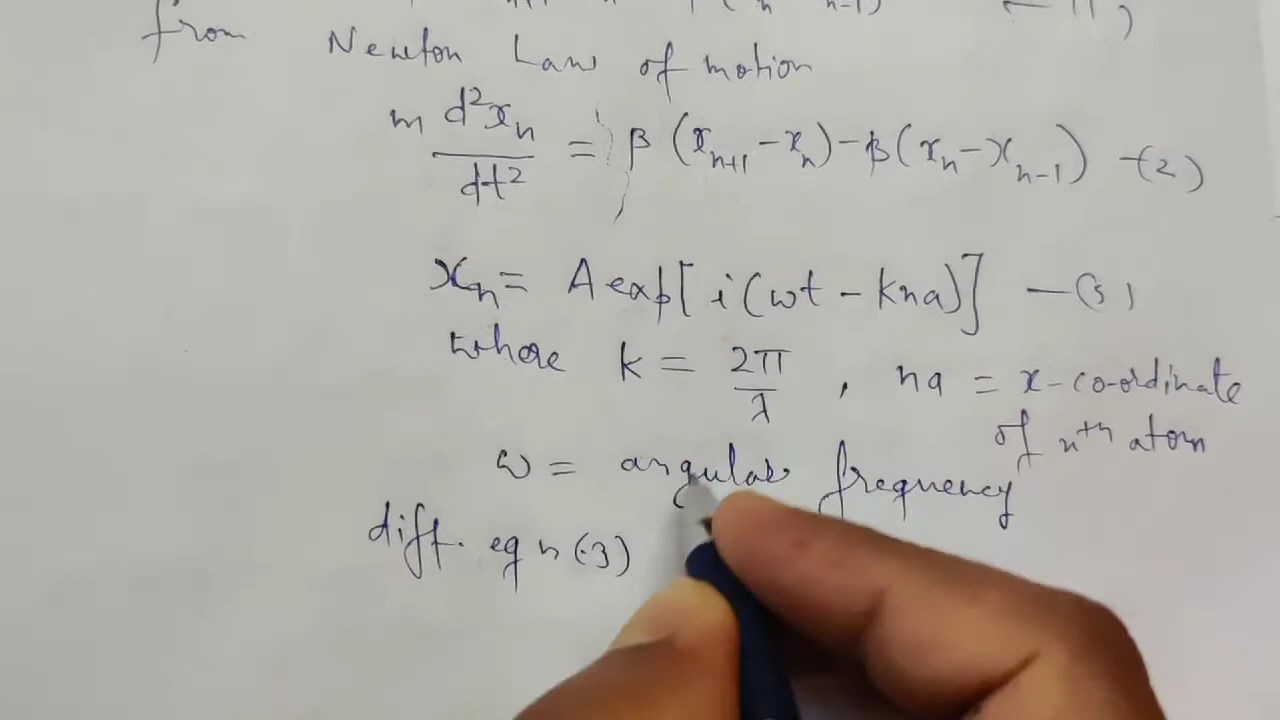 from Newton Law of motion
m d²xₙ/dt² = β(xₙ₊₁ - xₙ) - β(xₙ - xₙ₋₁) -(2)
xₙ = A exp[i(ωt - kna)] —(3)
where k = 2π/λ , na = x-co-ordinate
of nᵗʰ atom
ω = angular frequency
diff. eqn (3)